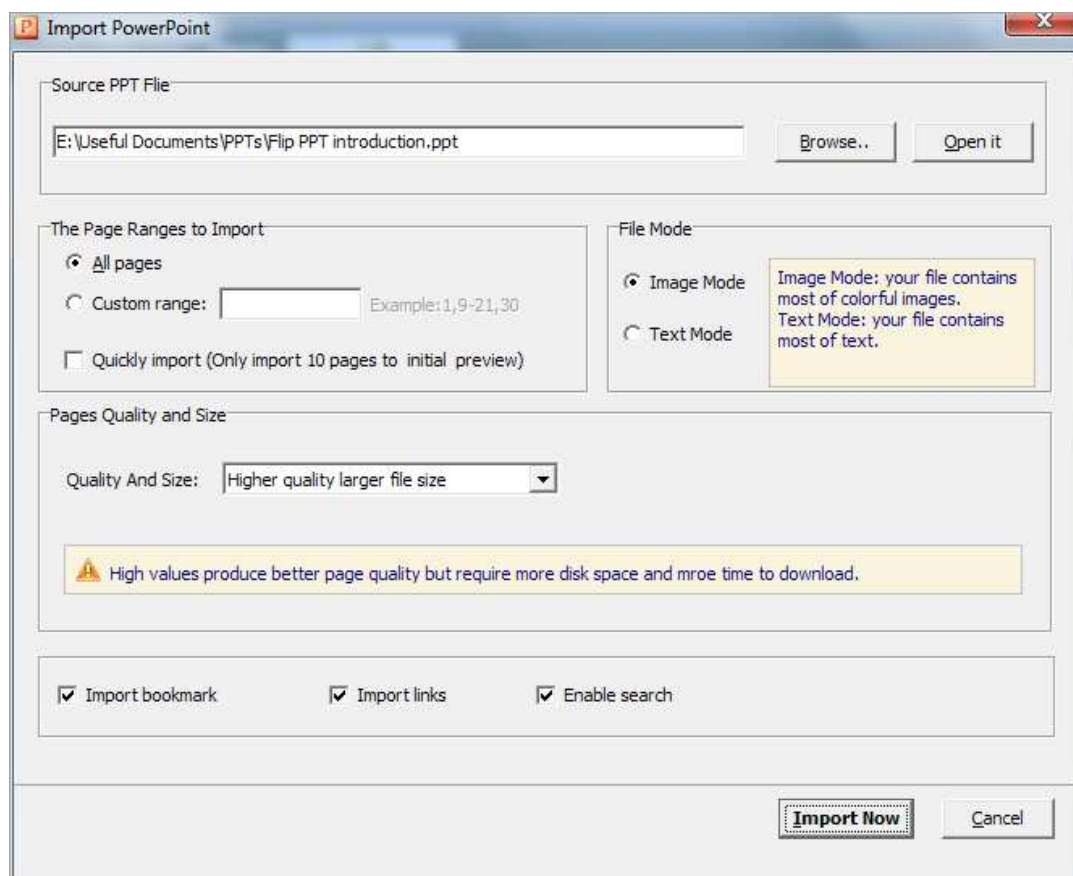 Import PowerPoint
Source PPT Flie
E:\Useful Documents\PPTs\Flip PPT introduction.ppt
Browse..
Open it
The Page Ranges to Import
All pages
Custom range:
Example:1,9-21,30
Quickly import (Only import 10 pages to initial preview)
File Mode
Image Mode
Text Mode
Image Mode: your file contains
most of colorful images.
Text Mode: your file contains
most of text.
Pages Quality and Size
Quality And Size:
Higher quality larger file size
High values produce better page quality but require more disk space and mroe time to download.
Import bookmark
Import links
Enable search
Import Now
Cancel